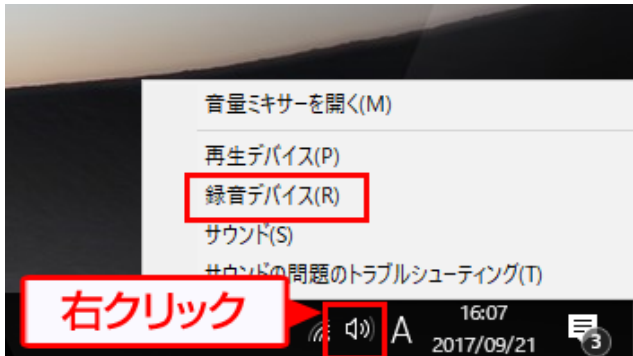 音量ミキサーを開く(M)
再生デバイス(P)
録音デバイス(R)
サウンド(S)
サウンドの問題のトラブルシューティング(T)
右クリック
A
16:07
2017/09/21
3